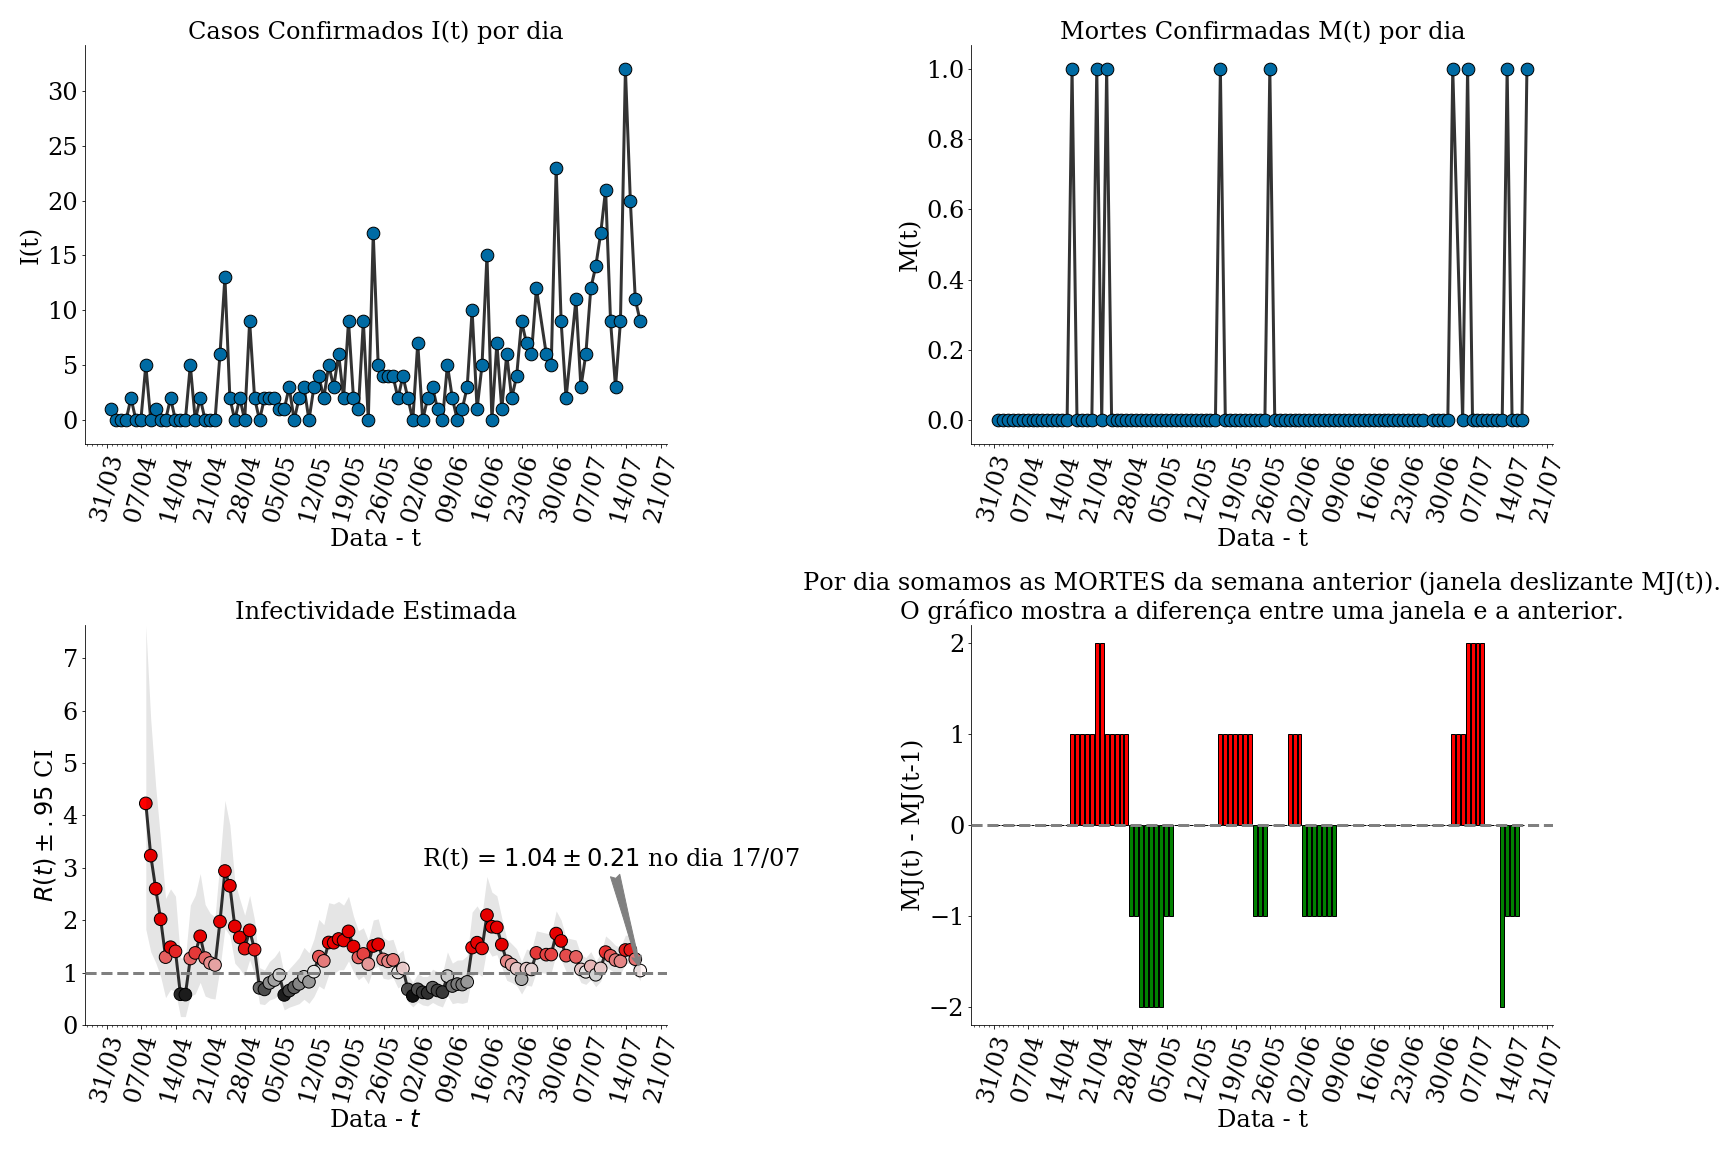 Casos Confirmados I(t) por dia
I(t)
30
25
20
15
10
5
0
31/03 07/04 14/04 21/04 28/04 05/05 12/05 19/05 26/05 02/06 09/06 16/06 23/06 30/06 07/07 14/07 21/07
Data - t
Mortes Confirmadas M(t) por dia
M(t)
1.0
0.8
0.6
0.4
0.2
0.0
31/03 07/04 14/04 21/04 28/04 05/05 12/05 19/05 26/05 02/06 09/06 16/06 23/06 30/06 07/07 14/07 21/07
Data - t
Infectividade Estimada
R(t) ± .95 CI
7
6
5
4
3
2
1
0
R(t) = 1.04 ± 0.21 no dia 17/07
31/03 07/04 14/04 21/04 28/04 05/05 12/05 19/05 26/05 02/06 09/06 16/06 23/06 30/06 07/07 14/07 21/07
Data - t
Por dia somamos as MORTES da semana anterior (janela deslizante MJ(t)).
O gráfico mostra a diferença entre uma janela e a anterior.
MJ(t) - MJ(t-1)
2
1
0
−1
−2
31/03 07/04 14/04 21/04 28/04 05/05 12/05 19/05 26/05 02/06 09/06 16/06 23/06 30/06 07/07 14/07 21/07
Data - t